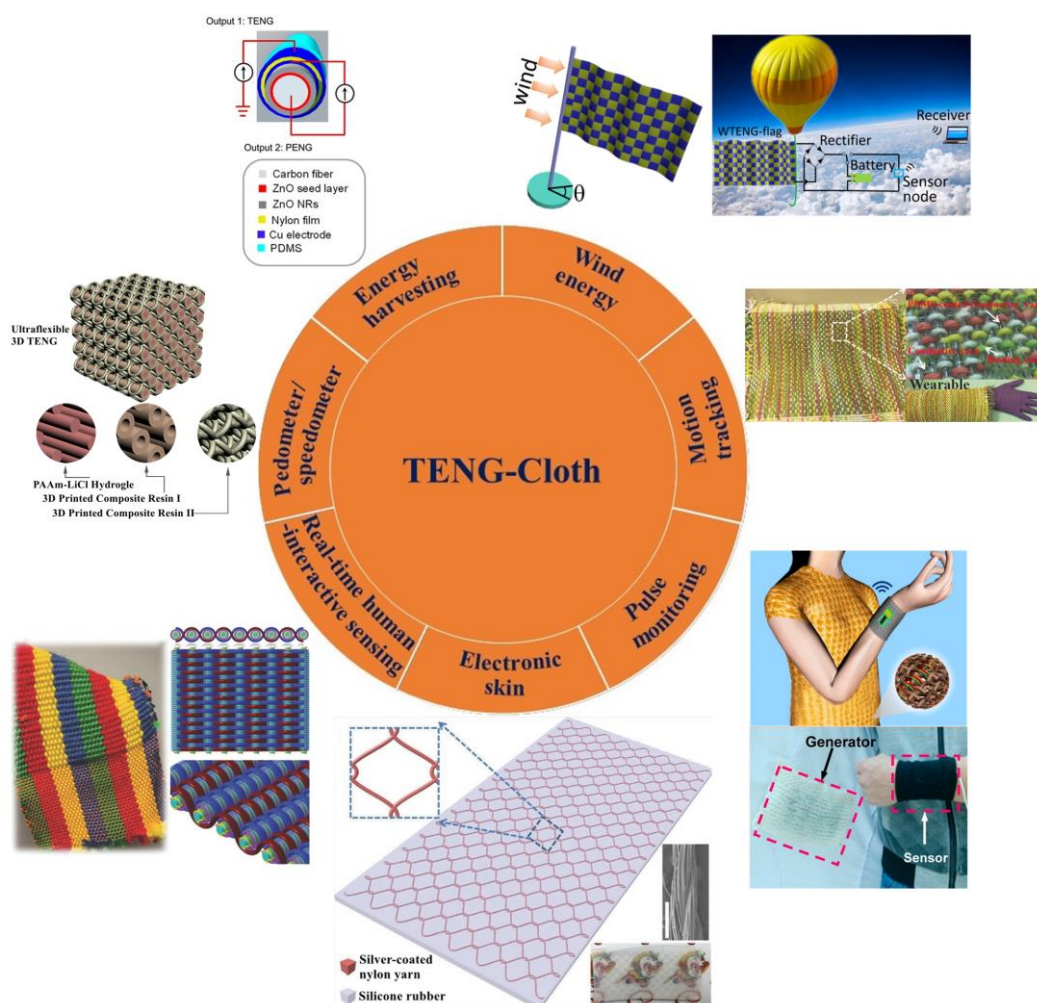 Output 1: TENG
Output 2: PENG
Carbon fiber
ZnO seed layer
ZnO NRs
Nylon film
Cu electrode
PDMS
wind
θ
WTENG-flag
Rectifier
Battery
Sensor
node
Receiver
Energy
harvesting
Wind
energy
Motion
tracking
Pulse
monitoring
Electronic
skin
Real-time human
-interactive sensing
Pedometer/
speedometer
TENG-Cloth
Ultraflexible
3D TENG
PAAm-LiCl Hydrogle
3D Printed Composite Resin I
3D Printed Composite Resin II
Wearable
Generator
Sensor
Silver-coated
nylon yarn
Silicone rubber